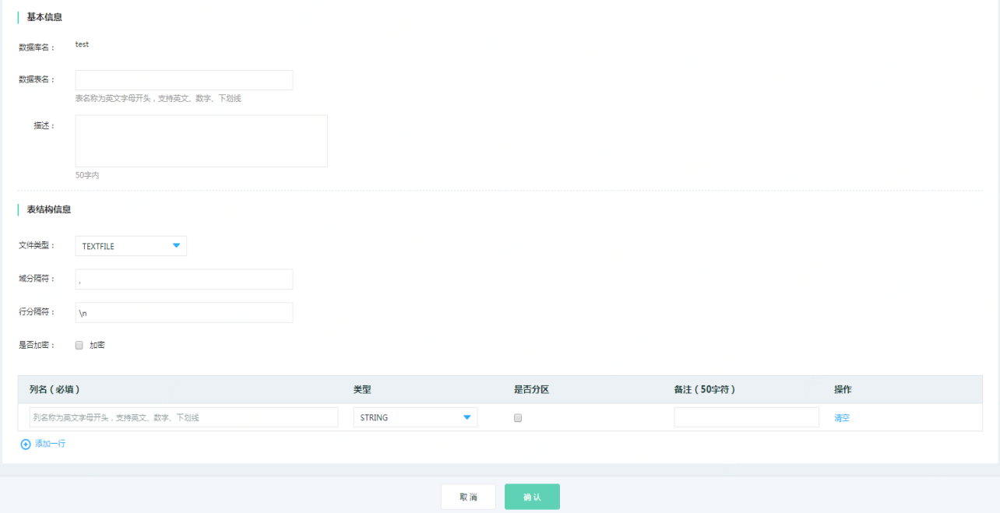 基本信息
数据库名： test
数据表名：
表名称为英文字母开头，支持英文、数字、下划线
描述：
50字内
表结构信息
文件类型： TEXTFILE
域分隔符： ,
行分隔符： \n
是否加密： 加密
列名（必填） 类型 是否分区 备注（50字符） 操作
列名称为英文字母开头，支持英文、数字、下划线 STRING 清空
添加一行
取消 确认